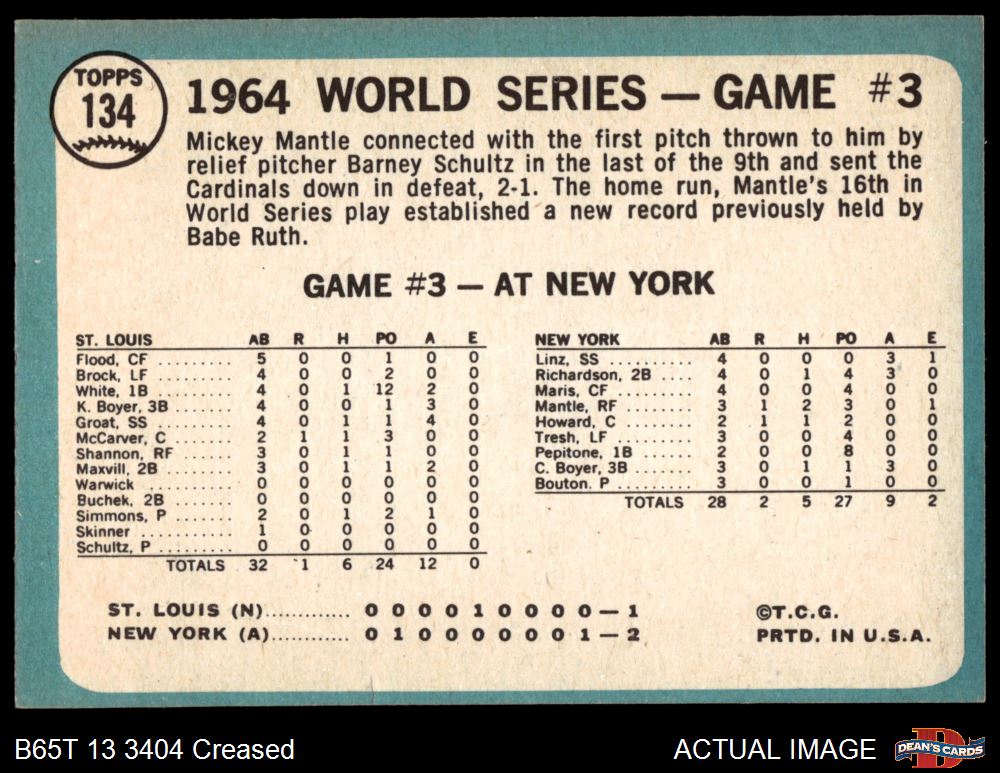 TOPPS
134
1964 WORLD SERIES — GAME #3
Mickey Mantle connected with the first pitch thrown to him by
relief pitcher Barney Schultz in the last of the 9th and sent the
Cardinals down in defeat, 2-1. The home run, Mantle's 16th in
World Series play established a new record previously held by
Babe Ruth.
GAME #3 — AT NEW YORK
ST. LOUIS AB R H PO A E
Flood, CF .......... 5 0 0 1 0 0
Brock, LF .......... 4 0 0 2 0 0
White, 1B .......... 4 0 1 12 2 0
K. Boyer, 3B ........ 4 0 0 1 3 0
Groat, SS .......... 4 0 1 1 4 0
McCarver, C ........ 2 1 1 3 0 0
Shannon, RF ........ 3 0 1 1 0 0
Maxvill, 2B ......... 3 0 1 1 2 0
Warwick .......... 0 0 0 0 0 0
Buchek, 2B ......... 0 0 0 0 0 0
Simmons, P ....... 2 0 1 2 1 0
Skinner .......... 1 0 0 0 0 0
Schultz, P .......... 0 0 0 0 0 0
TOTALS 32 1 6 24 12 0
NEW YORK AB R H PO A E
Linz, SS .......... 4 0 0 0 3 1
Richardson, 2B .... 4 0 1 4 3 0
Maris, CF .......... 4 0 0 4 0 0
Mantle, RF ......... 3 1 2 3 0 1
Howard, C ......... 2 1 1 2 0 0
Tresh, LF .......... 3 0 0 4 0 0
Pepitone, 1B ....... 2 0 0 8 0 0
C. Boyer, 3B ....... 3 0 1 1 3 0
Bouton. P ......... 3 0 0 1 0 0
TOTALS 28 2 5 27 9 2
ST. LOUIS (N)............ 0 0 0 0 1 0 0 0 0 — 1
NEW YORK (A)........... 0 1 0 0 0 0 0 0 1 — 2
©T.C.G.
PRTD. IN U.S.A.
B65T 13 3404 Creased
ACTUAL IMAGE
D
DEAN'S CARDS